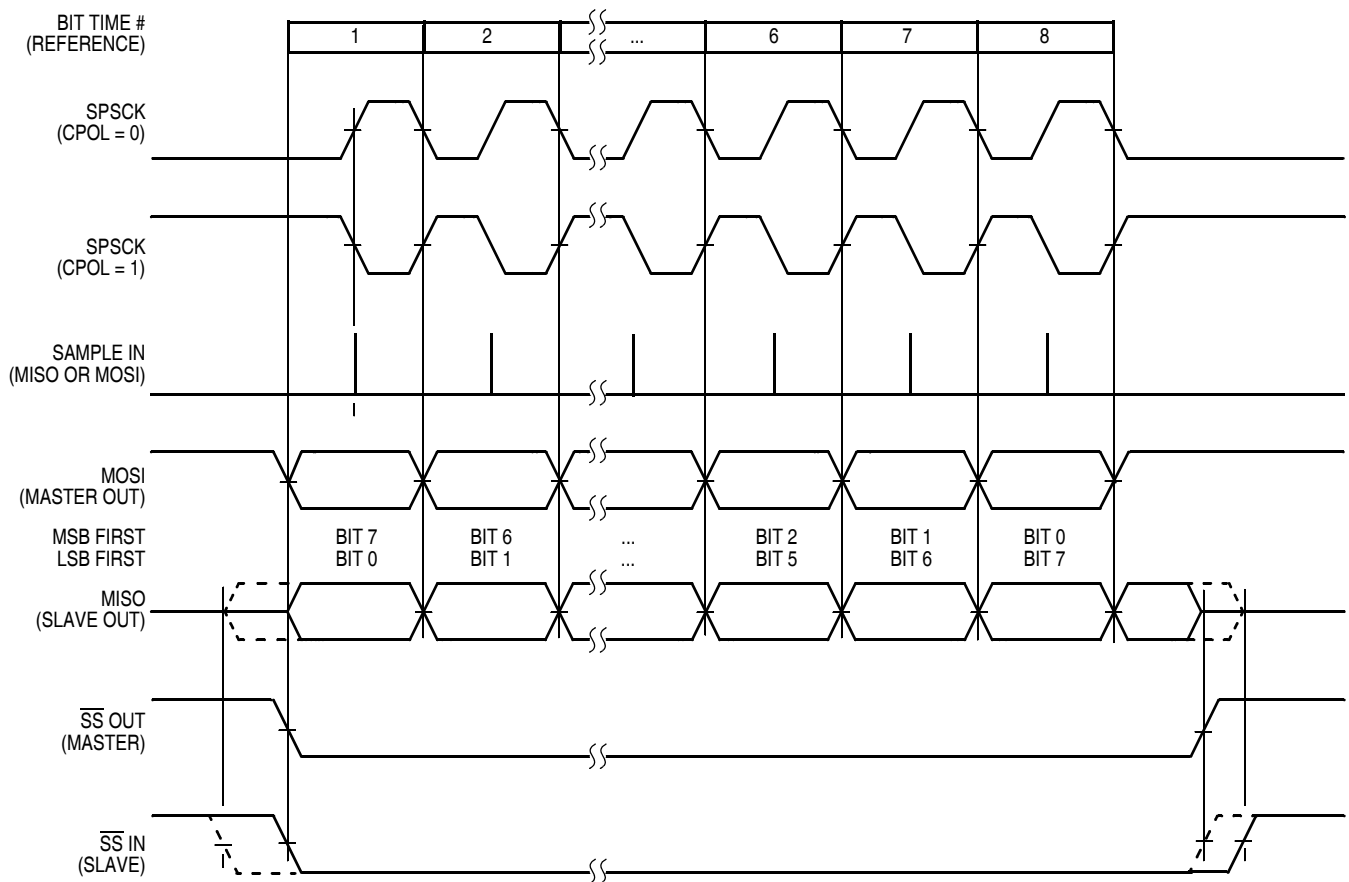 BIT TIME #
(REFERENCE)
1 2 ... 6 7 8
SPSCK
(CPOL = 0)
SPSCK
(CPOL = 1)
SAMPLE IN
(MISO OR MOSI)
MOSI
(MASTER OUT)
MSB FIRST BIT 7 BIT 6 ... BIT 2 BIT 1 BIT 0
LSB FIRST BIT 0 BIT 1 ... BIT 5 BIT 6 BIT 7
MISO
(SLAVE OUT)
S̅S̅ OUT
(MASTER)
S̅S̅ IN
(SLAVE)